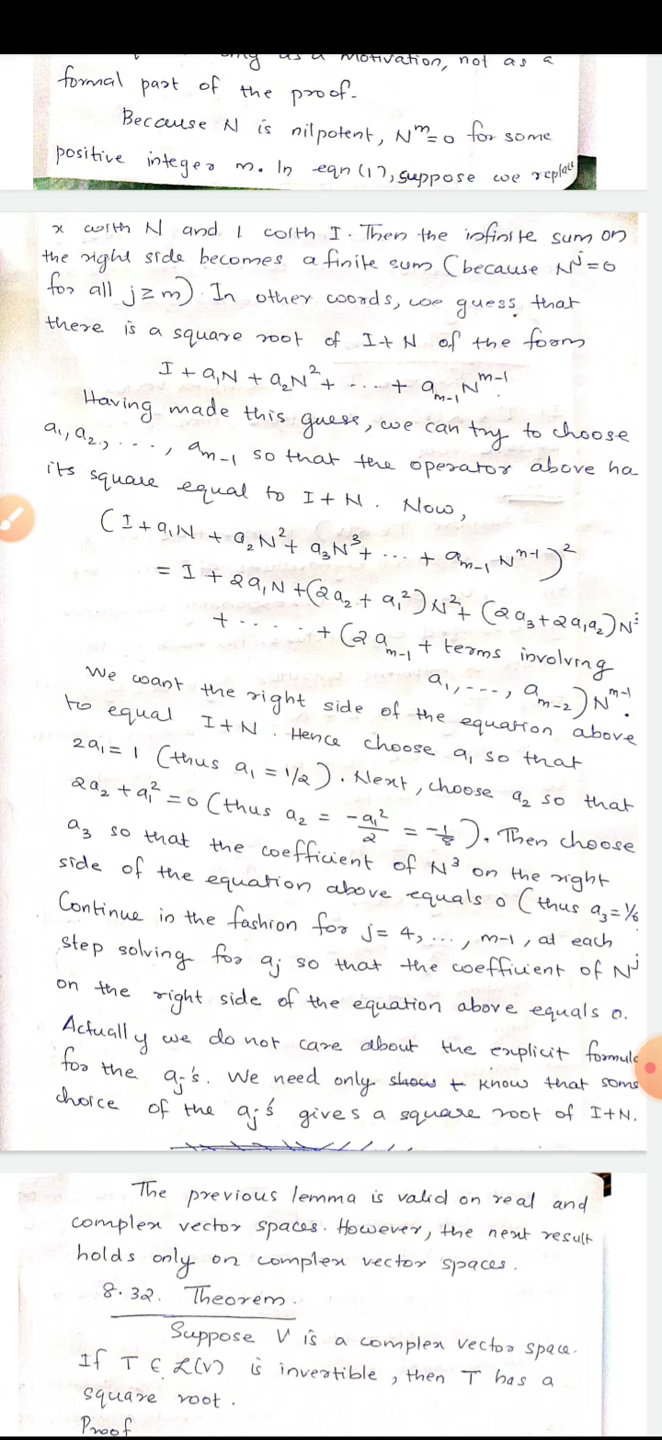 as a motivation, not as a
formal part of the proof.
Because N is nilpotent, N^m=0 for some
positive integer m. In eqn (1), suppose we replace
x with N and 1 with I. Then the infinite sum on
the right side becomes a finite sum (because N^j=0
for all j≥m). In other words, we guess that
there is a square root of I+N of the form
I + a₁N + a₂N² + ... + a_{m-1} N^{m-1}.
Having made this guess, we can try to choose
a₁, a₂, ..., a_{m-1} so that the operator above ha
its square equal to I+N. Now,
(I + a₁N + a₂N² + a₃N³ + ... + a_{m-1} N^{m-1})²
= I + 2a₁N + (2a₂ + a₁²)N² + (2a₃+2a₁a₂)N³
+ ..... + (2a_{m-1} + terms involving
a₁, ---, a_{m-2}) N^{m-1}.
We want the right side of the equation above
to equal I+N. Hence choose a₁ so that
2a₁ = 1 (thus a₁ = 1/2). Next, choose a₂ so that
2a₂ + a₁² = 0 (thus a₂ = -a₁²/2 = -1/8). Then choose
a₃ so that the coefficient of N³ on the right
side of the equation above equals 0 (thus a₃ = 1/6
Continue in the fashion for j = 4, ..., m-1, at each
step solving for aj so that the coefficient of N^j
on the right side of the equation above equals 0.
Actually we do not care about the explicit formula
for the aj's. We need only know that some
choice of the aj's gives a square root of I+N.
The previous lemma is valid on real and
complex vector spaces. However, the next result
holds only on complex vector spaces.
8.32. Theorem.
Suppose V is a complex vector space.
If T ∈ L(V) is invertible, then T has a
square root.
Proof